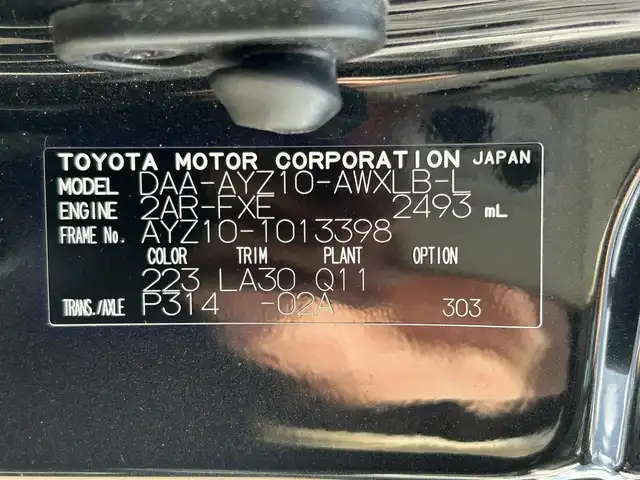 TOYOTA MOTOR CORPORATION JAPAN
MODEL DAA-AYZ10-AWXLB-L
ENGINE 2AR-FXE 2493 mL
FRAME No. AYZ10-1013398
COLOR TRIM PLANT OPTION
223 LA30 Q11
TRANS./AXLE P314 -02A 303